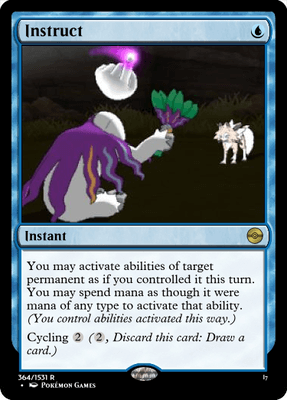 Instruct
Instant
You may activate abilities of target
permanent as if you controlled it this turn.
You may spend mana as though it were
mana of any type to activate that ability.
(You control abilities activated this way.)
Cycling 2 (2, Discard this card: Draw a
card.)
364/1531 R
• Pokémon Games